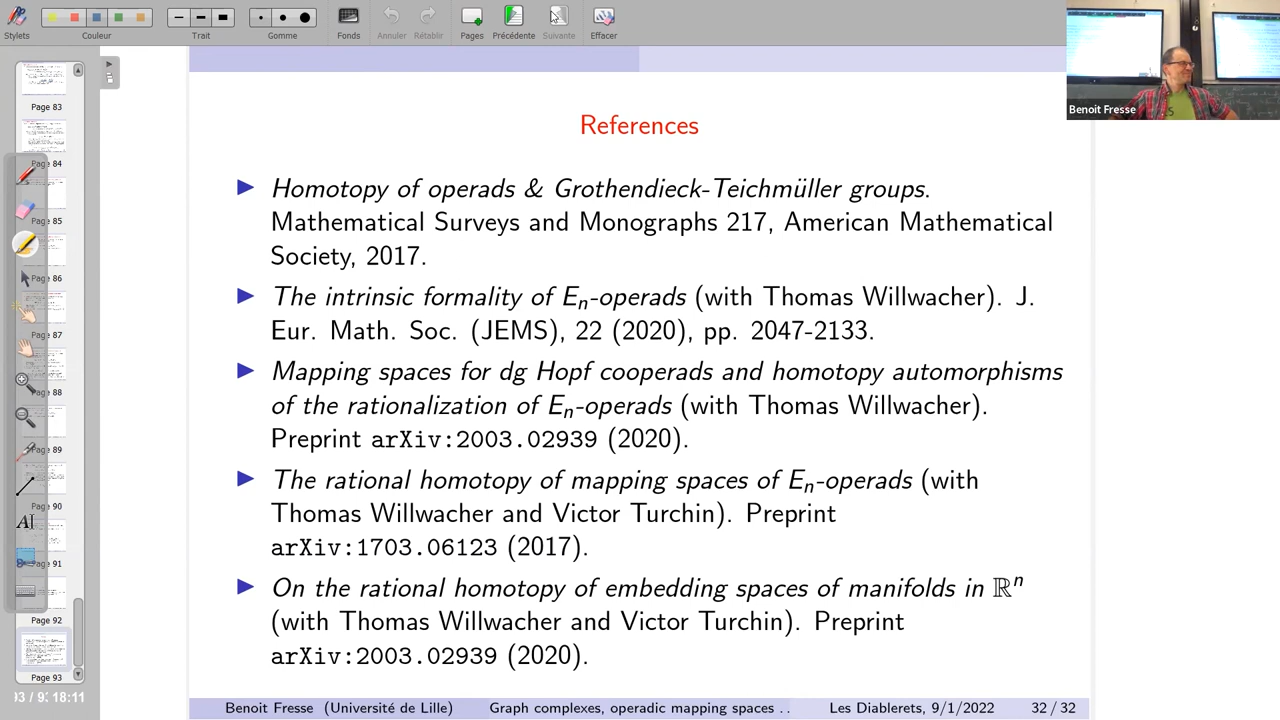 Stylets
Couleur
Trait
Gomme
Fonds
Annuler
Rétablir
Pages
Précédente
Suivante
Effacer
Benoit Fresse
Page 83
Page 84
Page 85
Page 86
Page 87
Page 88
Page 89
Page 90
Page 91
Page 92
Page 93
A
18:11
References
▶ Homotopy of operads & Grothendieck-Teichmüller groups.
Mathematical Surveys and Monographs 217, American Mathematical
Society, 2017.
▶ The intrinsic formality of Eₙ-operads (with Thomas Willwacher). J.
Eur. Math. Soc. (JEMS), 22 (2020), pp. 2047-2133.
▶ Mapping spaces for dg Hopf cooperads and homotopy automorphisms
of the rationalization of Eₙ-operads (with Thomas Willwacher).
Preprint arXiv:2003.02939 (2020).
▶ The rational homotopy of mapping spaces of Eₙ-operads (with
Thomas Willwacher and Victor Turchin). Preprint
arXiv:1703.06123 (2017).
▶ On the rational homotopy of embedding spaces of manifolds in ℝⁿ
(with Thomas Willwacher and Victor Turchin). Preprint
arXiv:2003.02939 (2020).
Benoit Fresse (Université de Lille) Graph complexes, operadic mapping spaces .. Les Diablerets, 9/1/2022 32 / 32